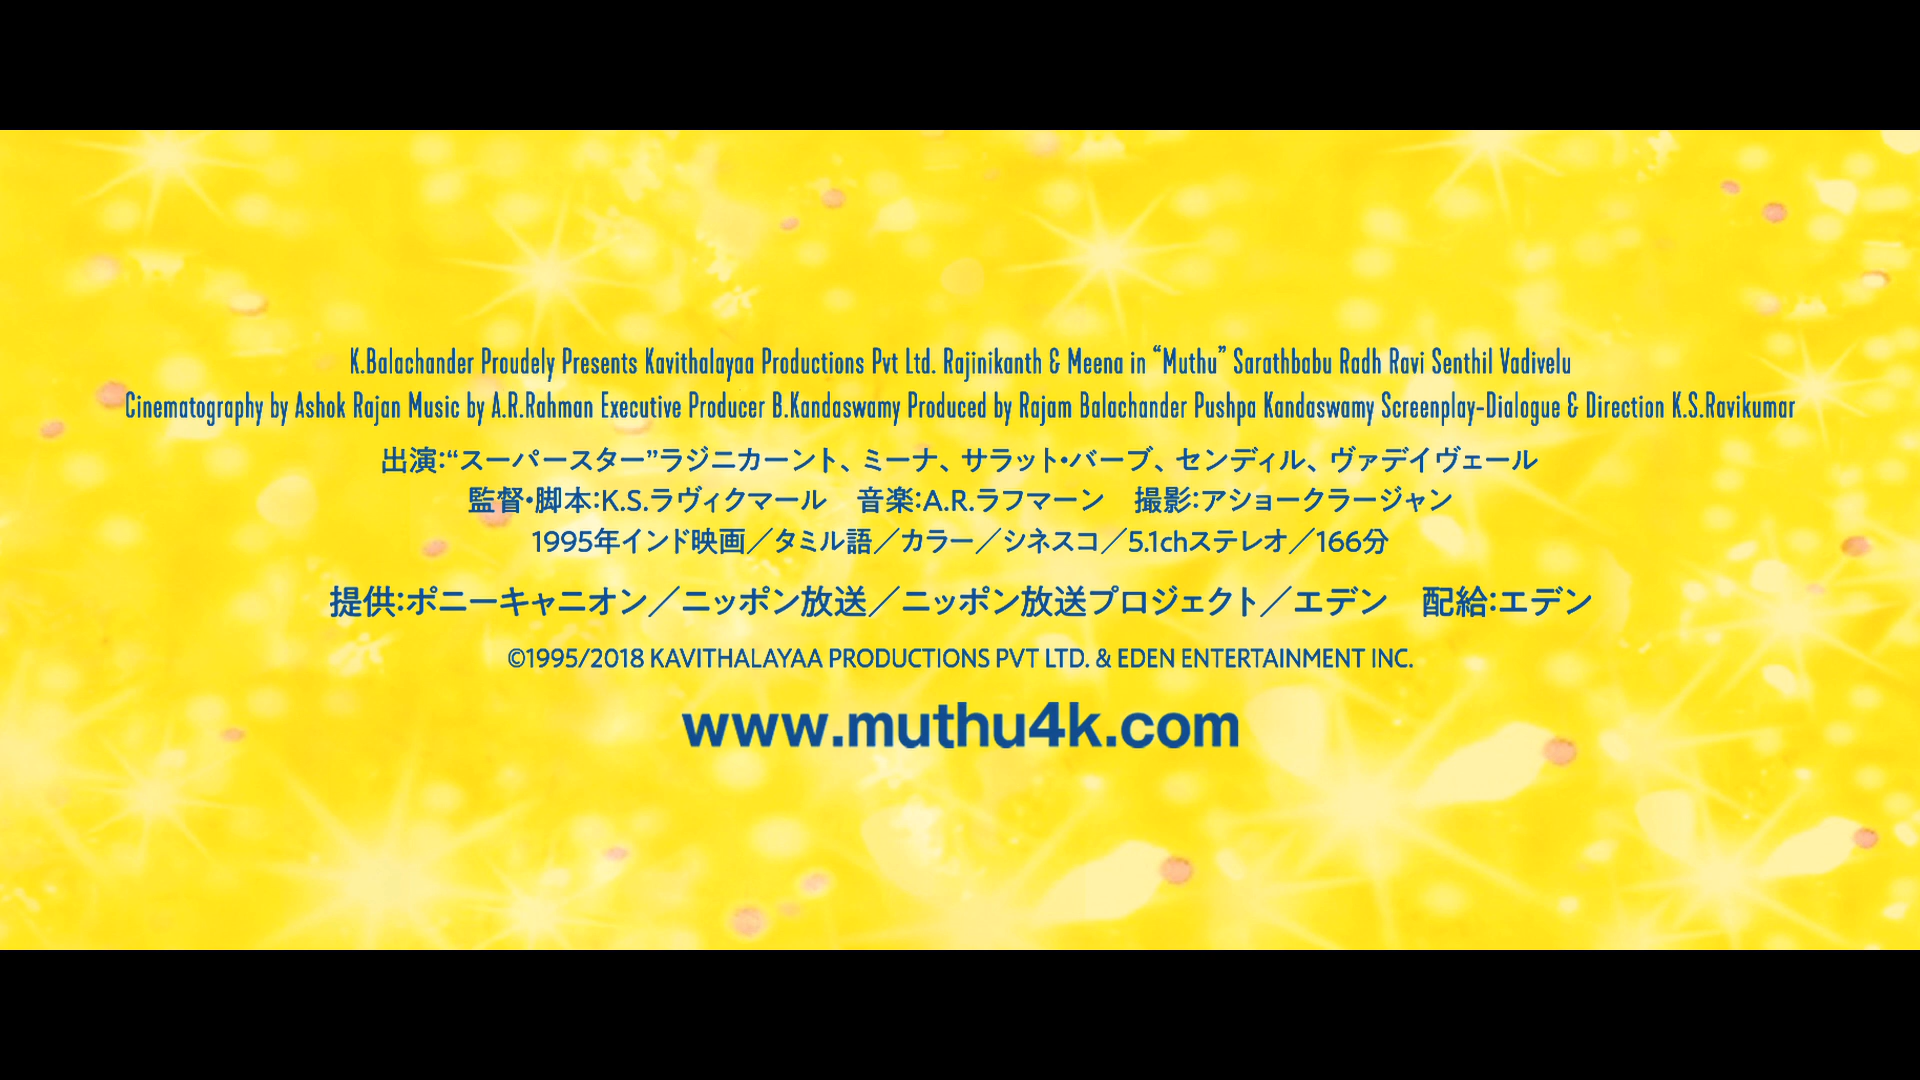 K.Balachander Proudely Presents Kavithalayaa Productions Pvt Ltd. Rajinikanth & Meena in “Muthu” Sarathbabu Radh Ravi Senthil Vadivelu
Cinematography by Ashok Rajan Music by A.R.Rahman Executive Producer B.Kandaswamy Produced by Rajam Balachander Pushpa Kandaswamy Screenplay-Dialogue & Direction K.S.Ravikumar
出演:“スーパースター”ラジニカーント、ミーナ、サラット・バーブ、センディル、ヴァデイヴェール
監督・脚本:K.S.ラヴィクマール　音楽:A.R.ラフマーン　撮影:アショークラージャン
1995年インド映画／タミル語／カラー／シネスコ／5.1chステレオ／166分
提供:ポニーキャニオン／ニッポン放送／ニッポン放送プロジェクト／エデン　配給:エデン
©1995/2018 KAVITHALAYAA PRODUCTIONS PVT LTD. & EDEN ENTERTAINMENT INC.
www.muthu4k.com